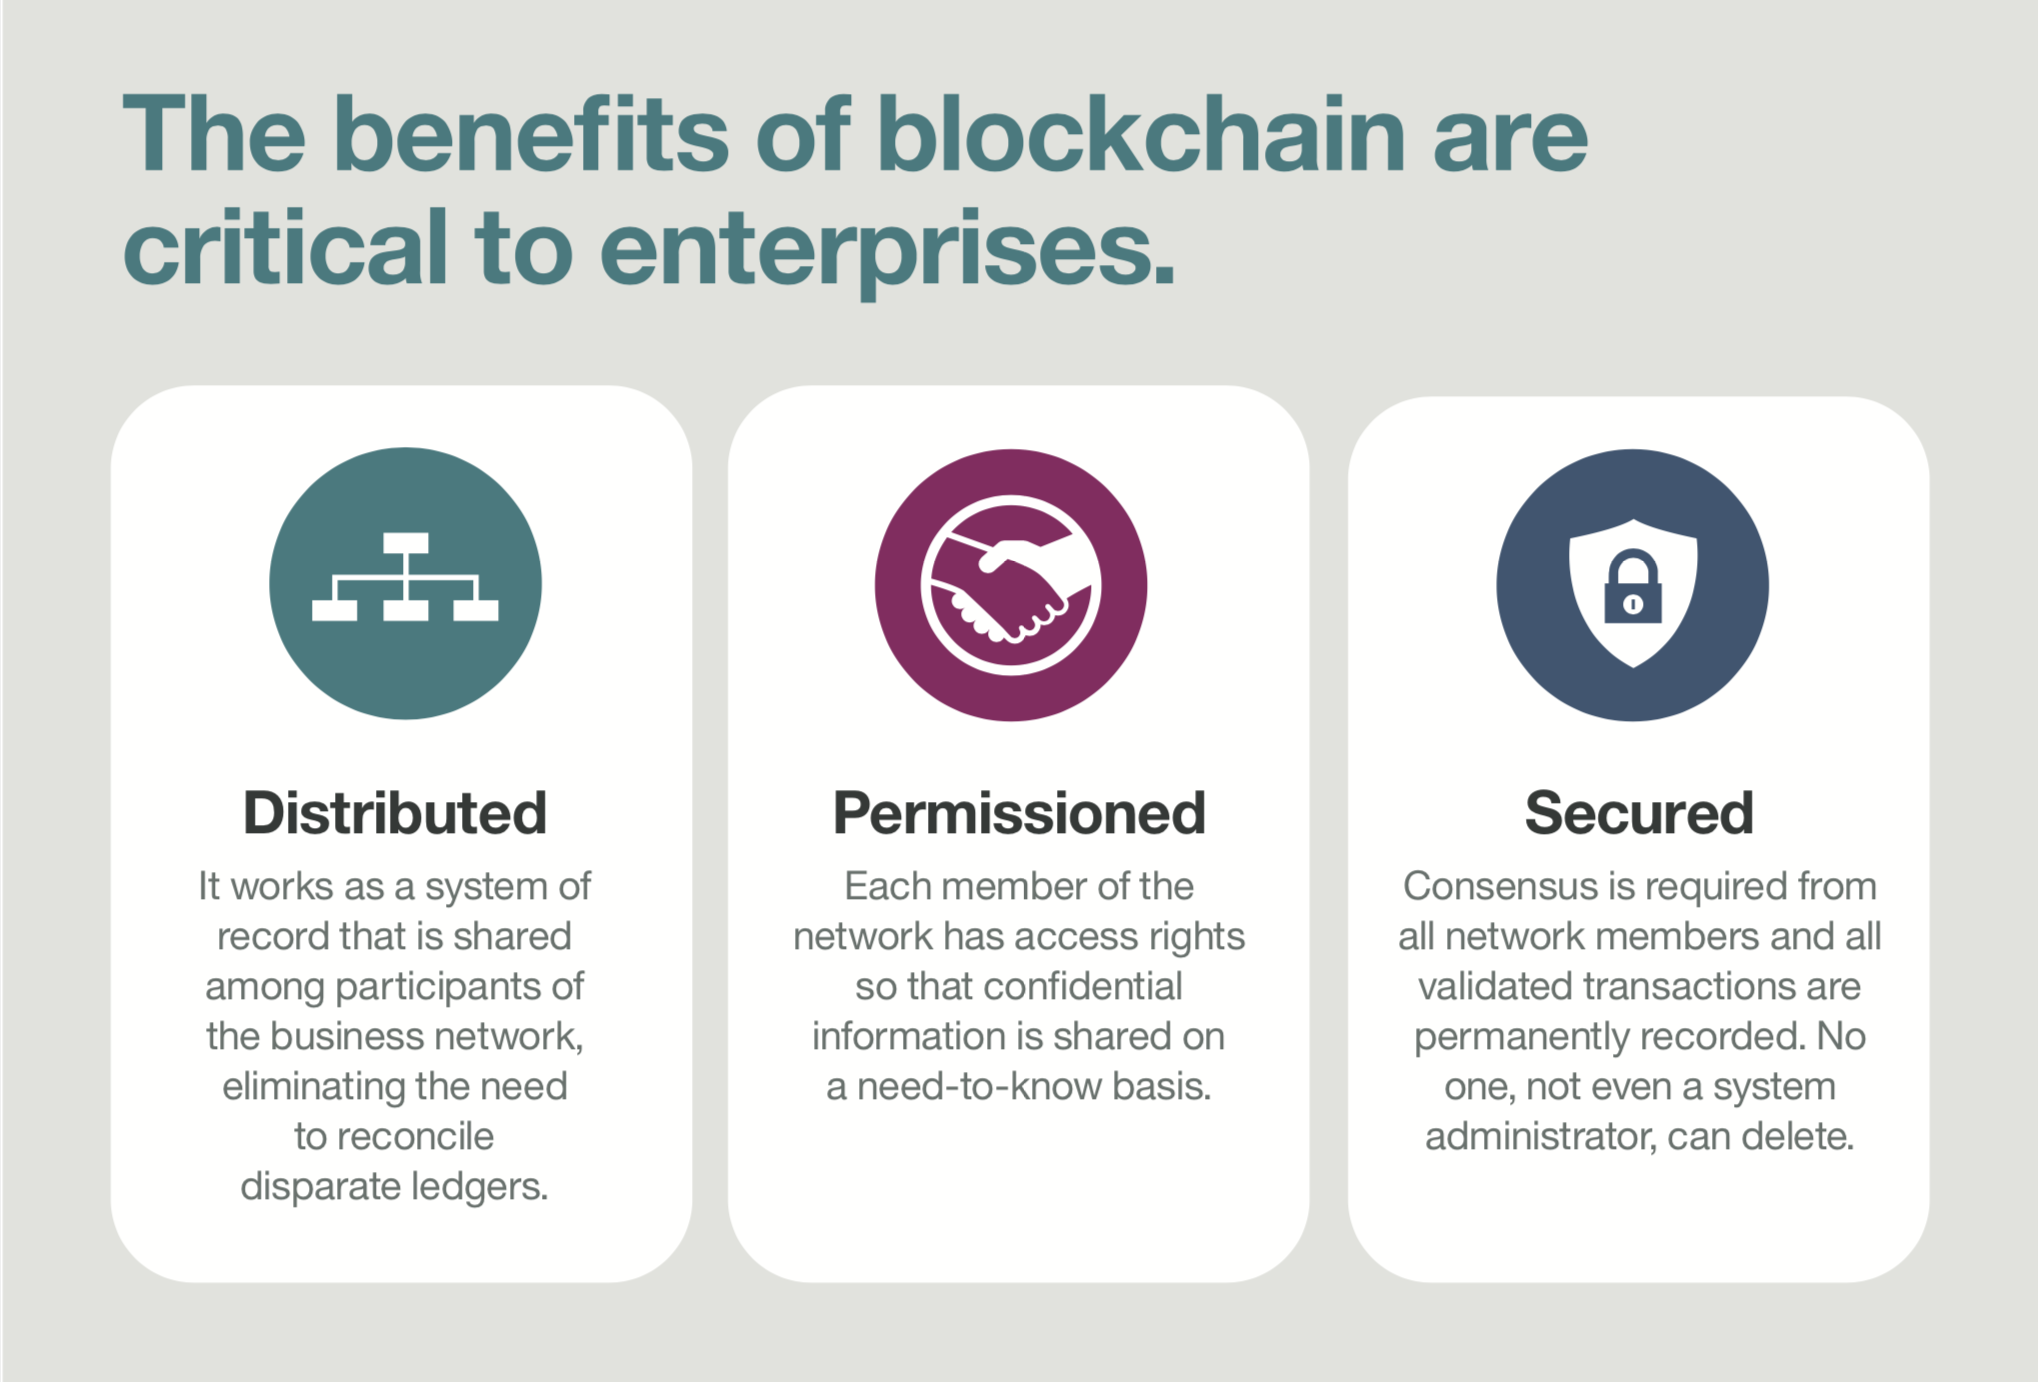 The benefits of blockchain are
critical to enterprises.
Distributed
It works as a system of
record that is shared
among participants of
the business network,
eliminating the need
to reconcile
disparate ledgers.
Permissioned
Each member of the
network has access rights
so that confidential
information is shared on
a need-to-know basis.
Secured
Consensus is required from
all network members and all
validated transactions are
permanently recorded. No
one, not even a system
administrator, can delete.